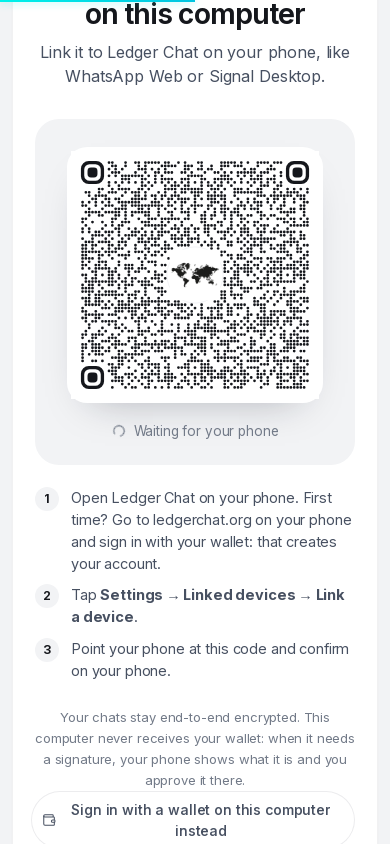 on this computer
Link it to Ledger Chat on your phone, like
WhatsApp Web or Signal Desktop.
Waiting for your phone
1 Open Ledger Chat on your phone. First
time? Go to ledgerchat.org on your phone
and sign in with your wallet: that creates
your account.
2 Tap Settings → Linked devices → Link
a device.
3 Point your phone at this code and confirm
on your phone.
Your chats stay end-to-end encrypted. This
computer never receives your wallet: when it needs
a signature, your phone shows what it is and you
approve it there.
Sign in with a wallet on this computer
instead